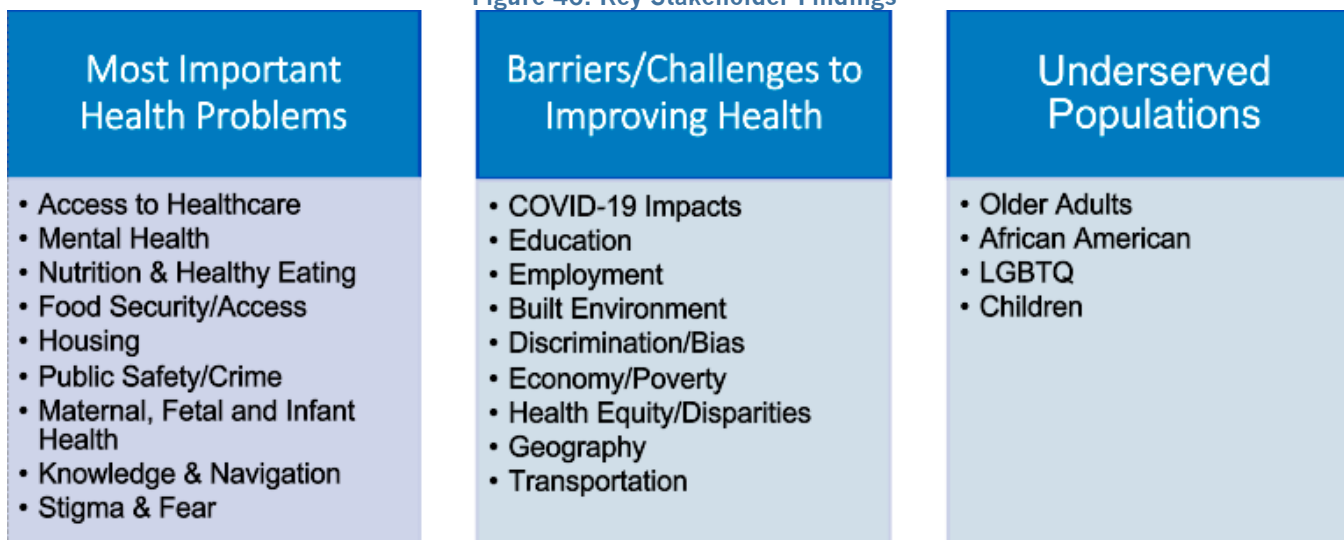 Key Stakeholder Findings
Most Important
Health Problems
• Access to Healthcare
• Mental Health
• Nutrition & Healthy Eating
• Food Security/Access
• Housing
• Public Safety/Crime
• Maternal, Fetal and Infant
Health
• Knowledge & Navigation
• Stigma & Fear
Barriers/Challenges to
Improving Health
• COVID-19 Impacts
• Education
• Employment
• Built Environment
• Discrimination/Bias
• Economy/Poverty
• Health Equity/Disparities
• Geography
• Transportation
Underserved
Populations
• Older Adults
• African American
• LGBTQ
• Children